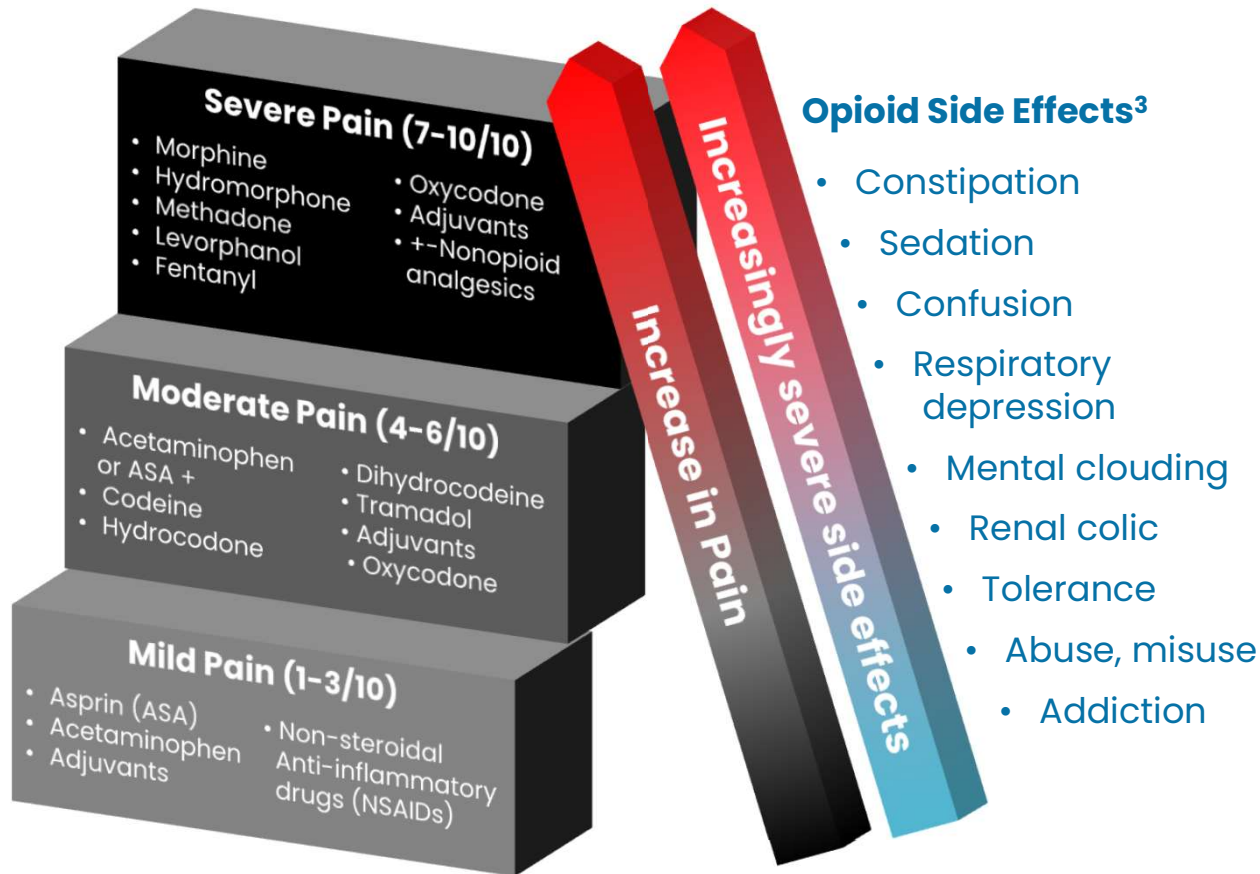 Severe Pain (7-10/10)
• Morphine
• Hydromorphone
• Methadone
• Levorphanol
• Fentanyl
• Oxycodone
• Adjuvants
• +-Nonopioid
analgesics
Moderate Pain (4-6/10)
• Acetaminophen
or ASA +
• Codeine
• Hydrocodone
• Dihydrocodeine
• Tramadol
• Adjuvants
• Oxycodone
Mild Pain (1-3/10)
• Asprin (ASA)
• Acetaminophen
• Adjuvants
• Non-steroidal
Anti-inflammatory
drugs (NSAIDs)
Increase in Pain
Increasingly severe side effects
Opioid Side Effects³
• Constipation
• Sedation
• Confusion
• Respiratory
depression
• Mental clouding
• Renal colic
• Tolerance
• Abuse, misuse
• Addiction